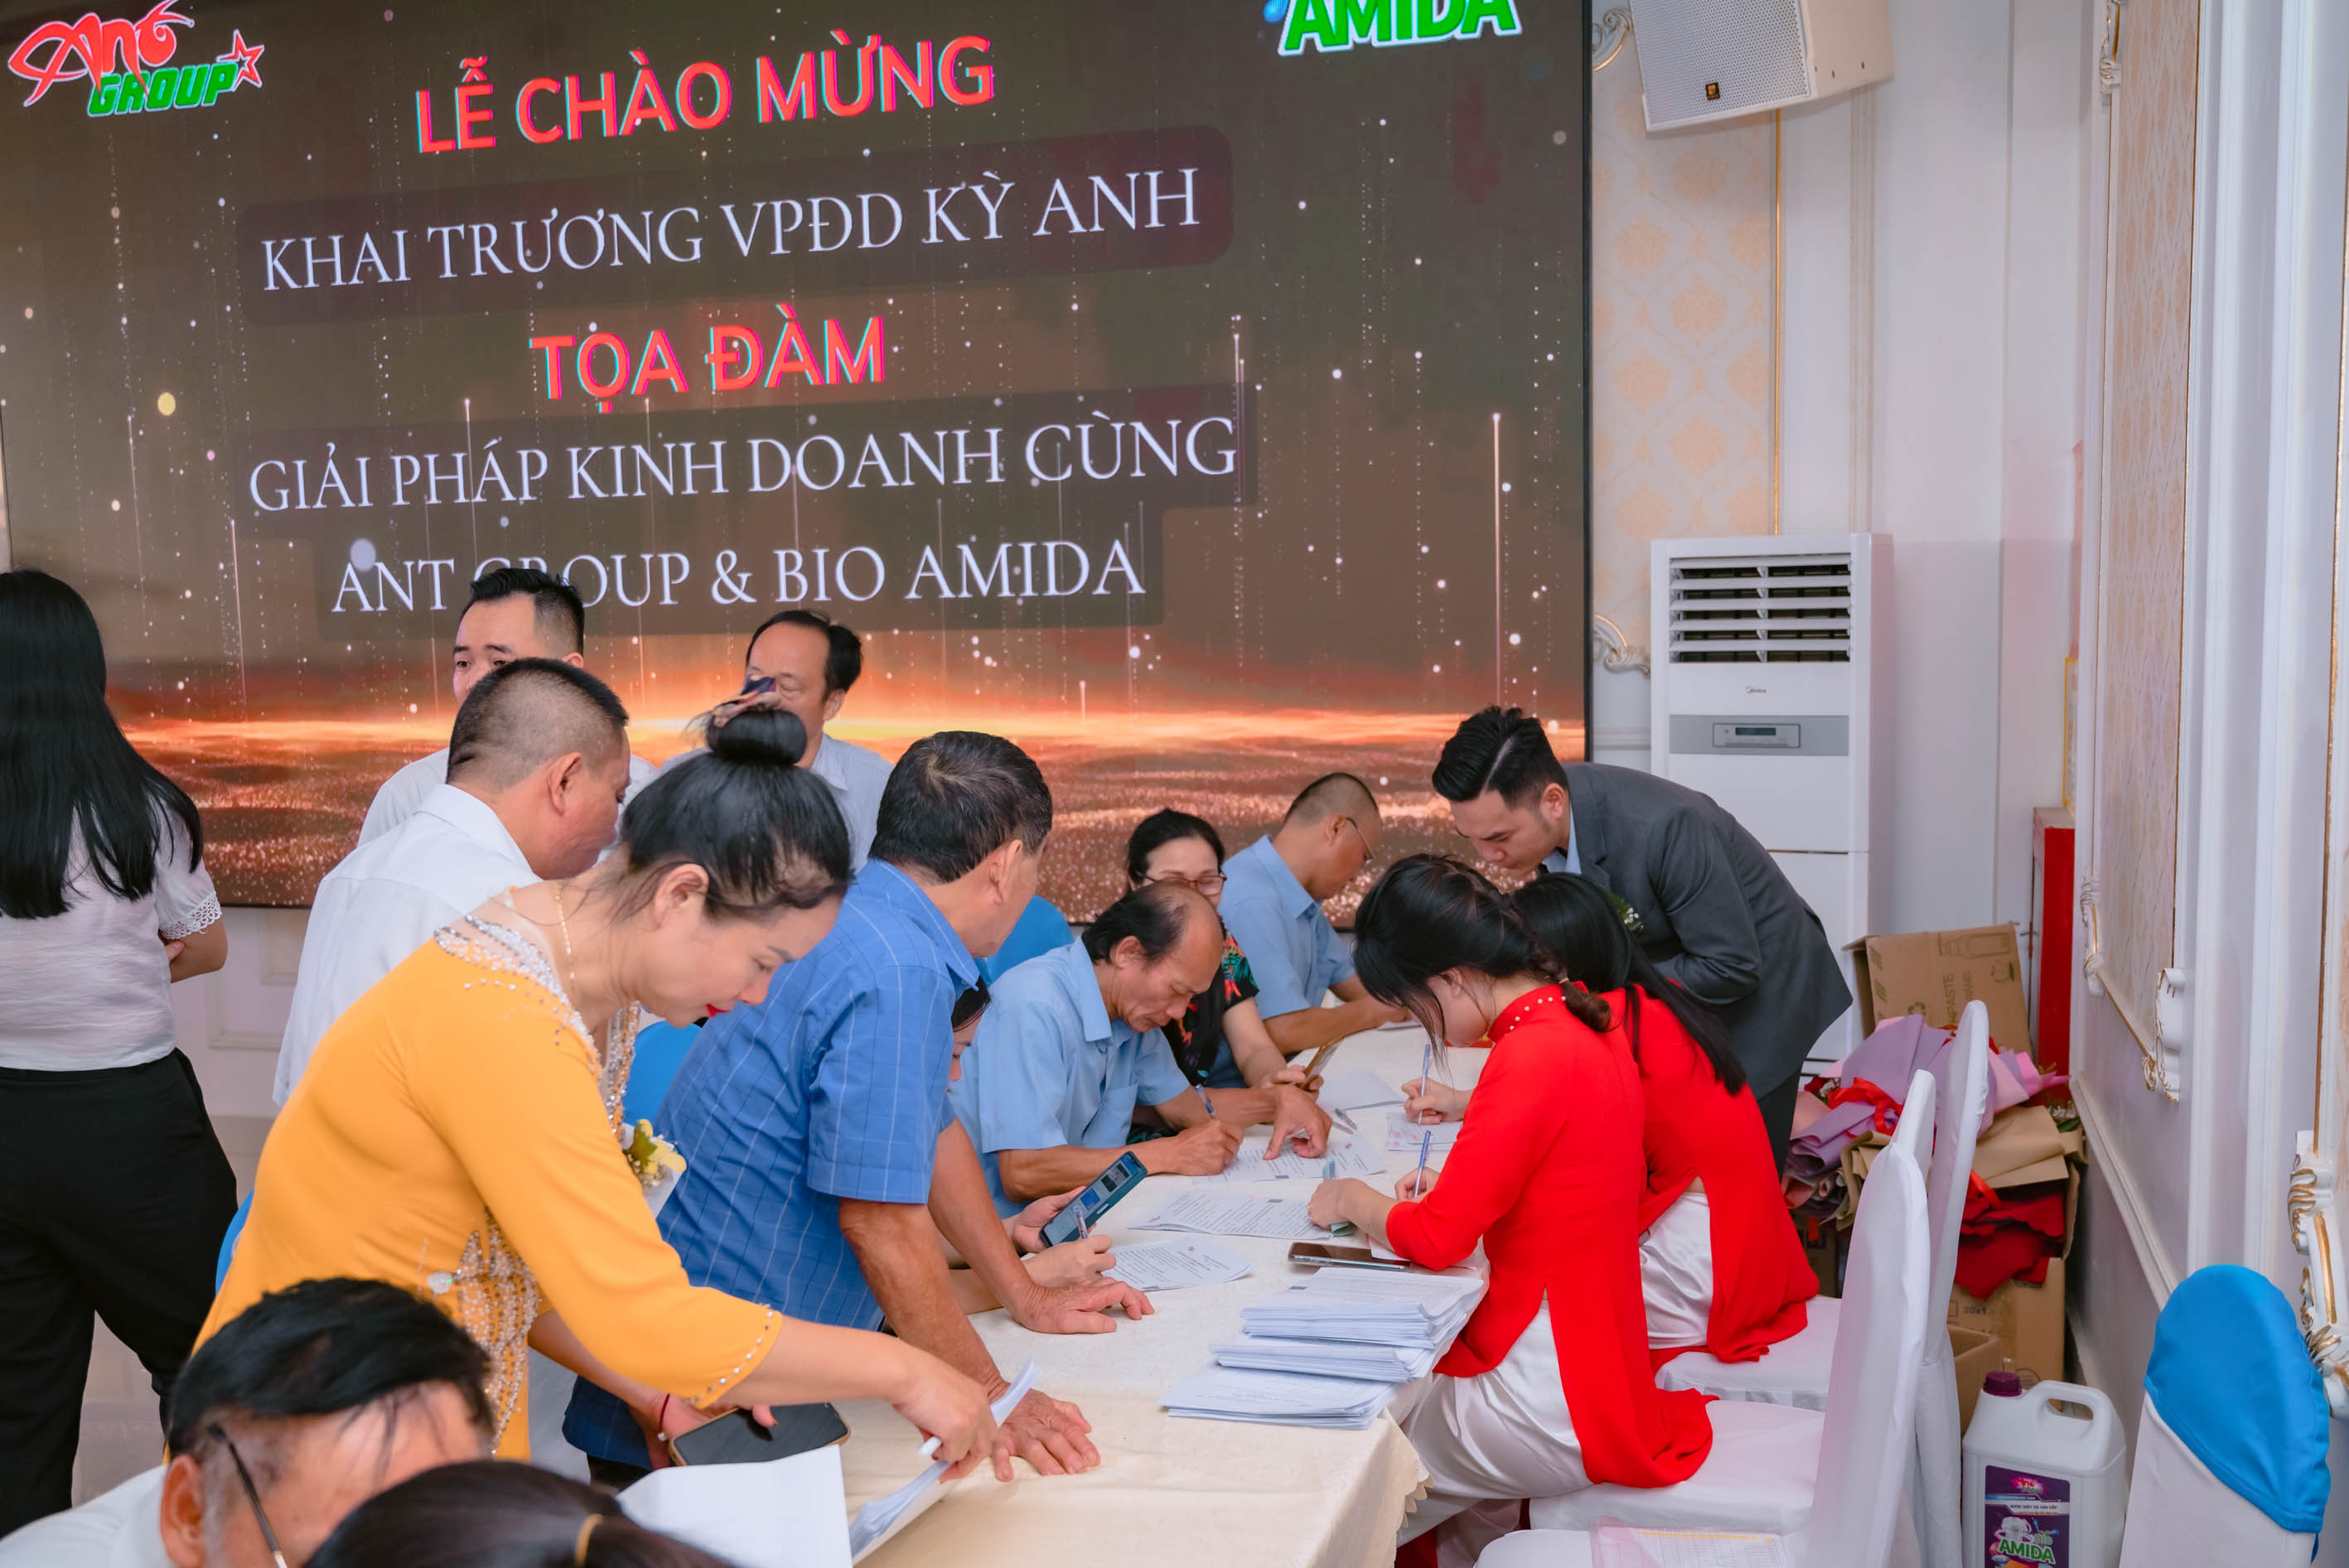 Ant
GROUP
AMIDA
LỄ CHÀO MỪNG
KHAI TRƯƠNG VPĐD KỲ ANH
TỌA ĐÀM
GIẢI PHÁP KINH DOANH CÙNG
ANT GROUP & BIO AMIDA
Midea
AMIDA